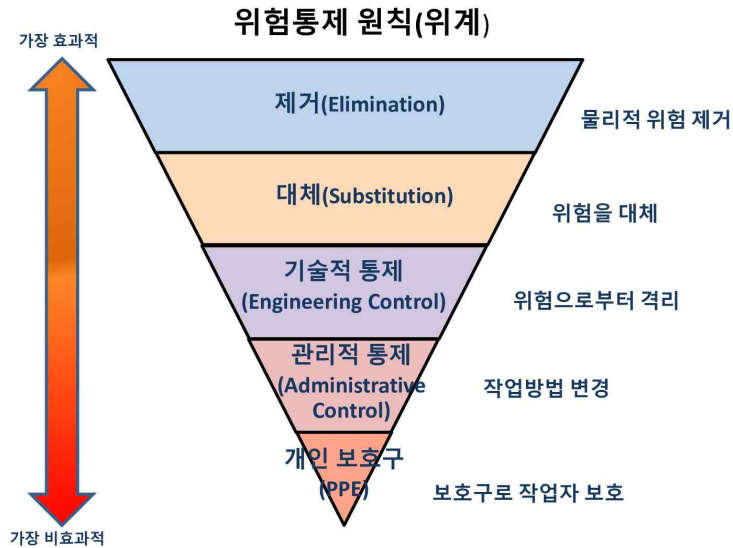 위험통제 원칙(위계)
가장 효과적
제거(Elimination)
물리적 위험 제거
대체(Substitution)
위험을 대체
기술적 통제
(Engineering Control)
위험으로부터 격리
관리적 통제
(Administrative
Control)
작업방법 변경
개인 보호구
(PPE)
보호구로 작업자 보호
가장 비효과적